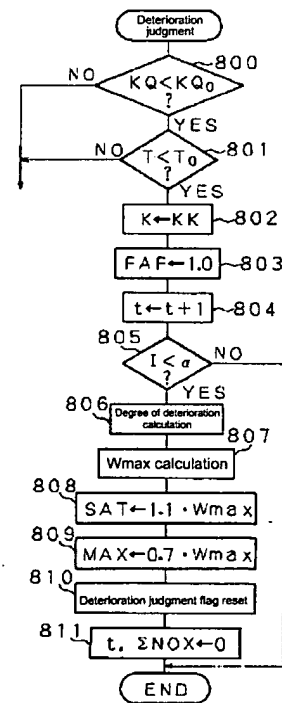 Deterioration judgment
800
KQ<KQ₀ ?
NO
YES
801
T<T₀ ?
NO
YES
K←KK
802
FAF←1.0
803
t←t+1
804
805
I<α ?
NO
YES
806
Degree of deterioration calculation
807
Wmax calculation
808
SAT←1.1·Wmax
809
MAX←0.7·Wmax
810
Deterioration judgment flag reset
811
t. ΣNOX←0
END